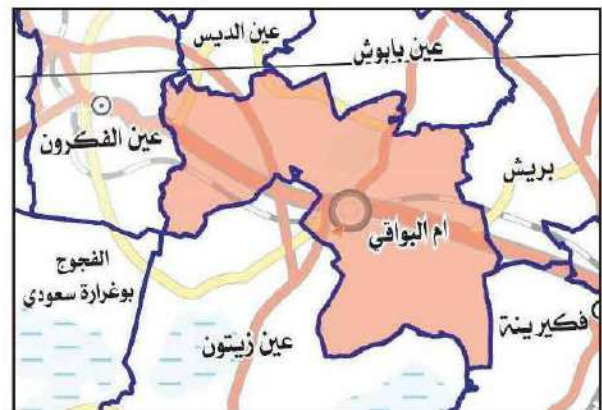 عين الديس
عين بابوش
عين الفكرون
بريش
ام البواقي
الفجوج
بوغرارة سعودي
فكيرينة
عين زيتون